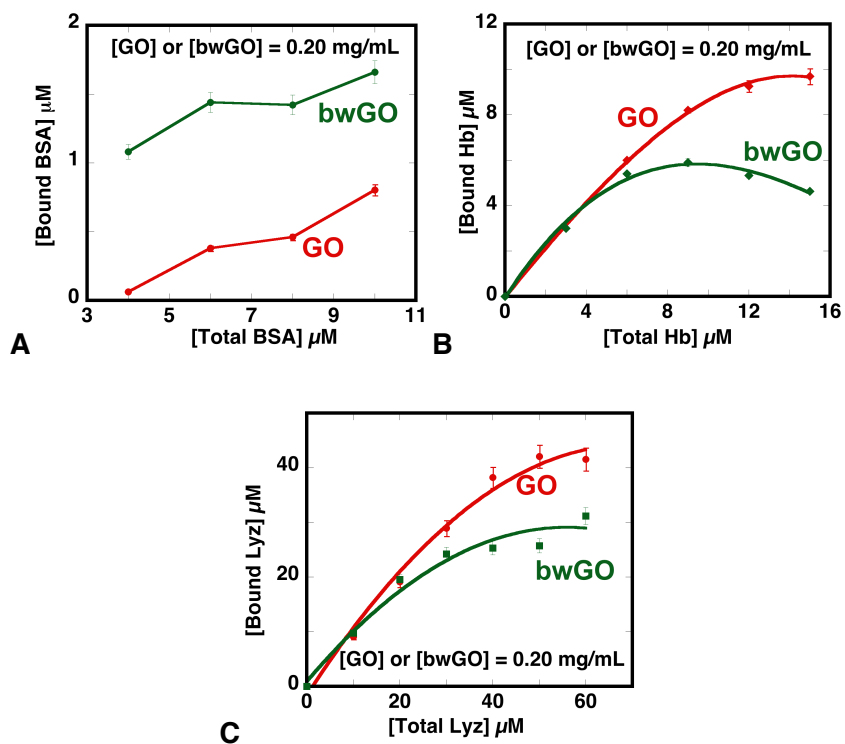 2
[GO] or [bwGO] = 0.20 mg/mL
bwGO
1
GO
0
3
5
7
9
11
[Bound BSA] µM
[Total BSA] µM
A
12
[GO] or [bwGO] = 0.20 mg/mL
GO
8
bwGO
4
0
0
4
8
12
16
[Bound Hb] µM
[Total Hb] µM
B
40
GO
20
bwGO
[GO] or [bwGO] = 0.20 mg/mL
0
0
20
40
60
[Bound Lyz] µM
[Total Lyz] µM
C